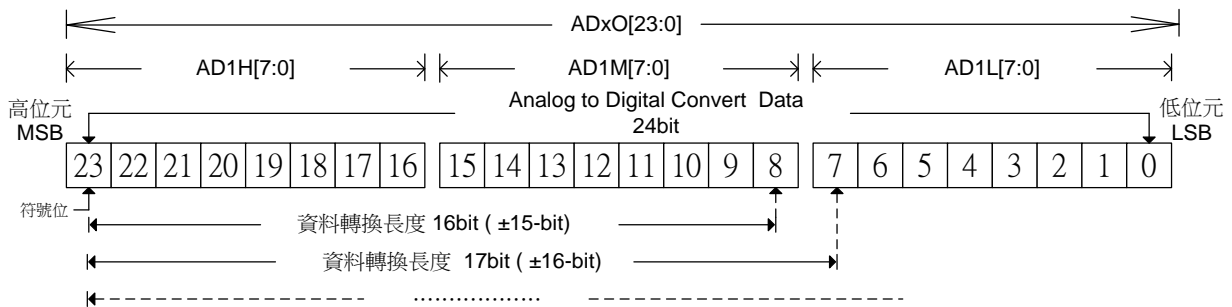 ADxO[23:0]
AD1H[7:0] AD1M[7:0] AD1L[7:0]
高位元 MSB
Analog to Digital Convert Data 24bit
低位元 LSB
23 22 21 20 19 18 17 16 15 14 13 12 11 10 9 8 7 6 5 4 3 2 1 0
符號位
資料轉換長度 16bit ( ±15-bit)
資料轉換長度 17bit ( ±16-bit)
..................